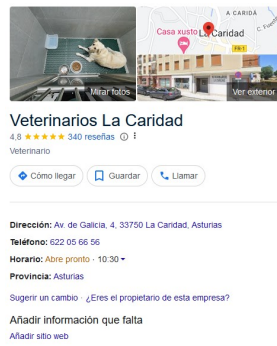 A CARIDÁ
Casa xusto
La Caridad
FR-1
Mirar fotos
Ver exterior
Veterinarios La Caridad
4,8 340 reseñas
Veterinario
Cómo llegar Guardar Llamar
Dirección: Av. de Galicia, 4, 33750 La Caridad, Asturias
Teléfono: 622 05 66 56
Horario: Abre pronto · 10:30
Provincia: Asturias
Sugerir un cambio · ¿Eres el propietario de esta empresa?
Añadir información que falta
Añadir sitio web